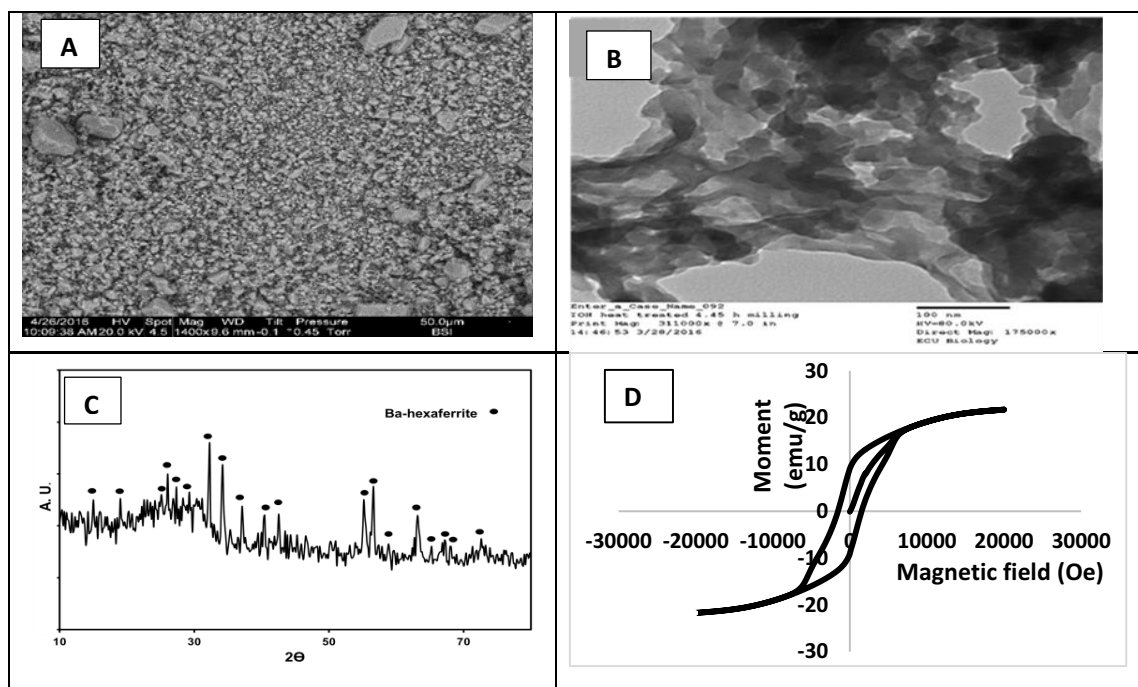 A
4/26/2016 HV Spot Mag WD Tilt Pressure 50.0µm
10:09:38 AM 20.0 kV 4.5 1400x 9.6 mm -0.1 ° 0.45 Torr BSI
B
Enter_a_Case_Name_092
heat treated 4.45 h milling
Print Mag: 311000x @ 7.0 in
14:46:53 3/29/2016
100 nm
HV=80.0kV
Direct Mag: 175000x
ECU Biology
C
Ba-hexaferrite
A. U.
10 30 50 70
2Ɵ
D
Moment
(emu/g)
30
20
10
0
-30000 -20000 -10000 0 10000 20000 30000
-10
Magnetic field (Oe)
-20
-30